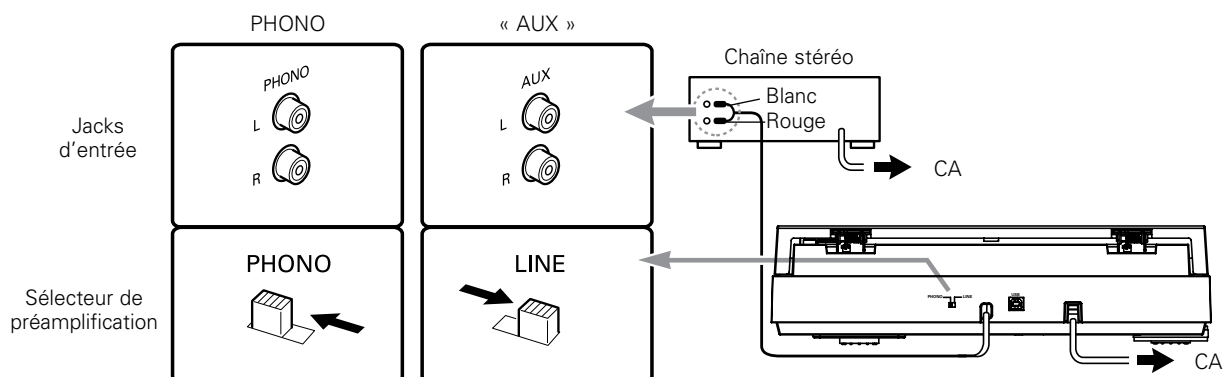 PHONO
« AUX »
Jacks
d'entrée
PHONO
L
R
AUX
L
R
Chaîne stéréo
Blanc
Rouge
CA
Sélecteur de
préamplification
PHONO
LINE
PHONO LINE
USB
CA